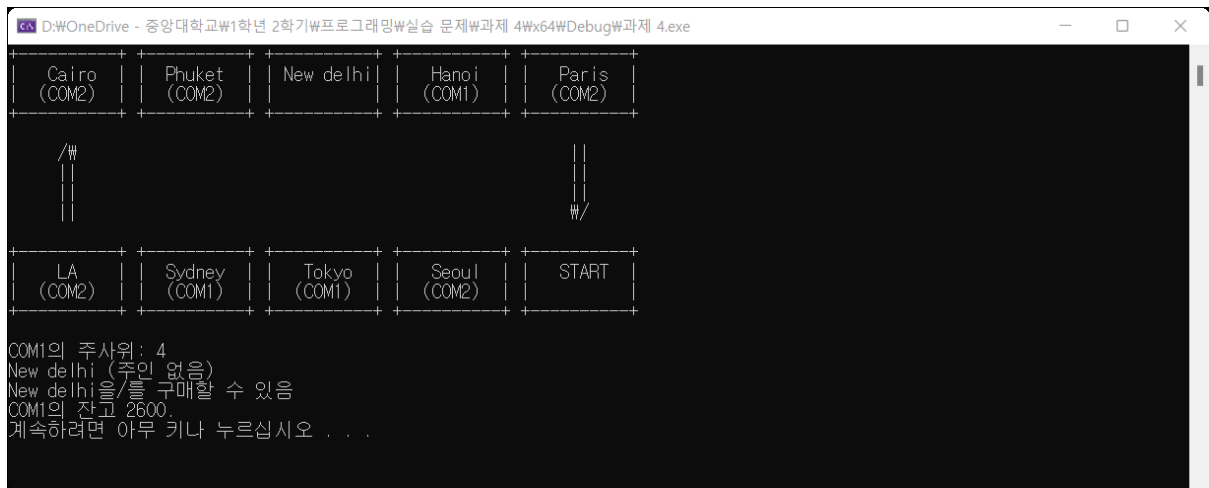 D:₩OneDrive - 중앙대학교₩1학년 2학기₩프로그래밍₩실습 문제₩과제 4₩x64₩Debug₩과제 4.exe
+----------+ +----------+ +----------+ +----------+ +----------+
|   Cairo  | |  Phuket  | | New delhi| |   Hanoi  | |   Paris  |
|  (COM2)  | |  (COM2)  | |          | |  (COM1)  | |  (COM2)  |
+----------+ +----------+ +----------+ +----------+ +----------+
/₩ ||
|| ||
|| ||
|| ₩/
+----------+ +----------+ +----------+ +----------+ +----------+
|    LA    | |  Sydney  | |   Tokyo  | |   Seoul  | |   START  |
|  (COM2)  | |  (COM1)  | |  (COM1)  | |  (COM2)  | |          |
+----------+ +----------+ +----------+ +----------+ +----------+
COM1의 주사위: 4
New delhi (주인 없음)
New delhi을/를 구매할 수 있음
COM1의 잔고 2600.
계속하려면 아무 키나 누르십시오 . . .